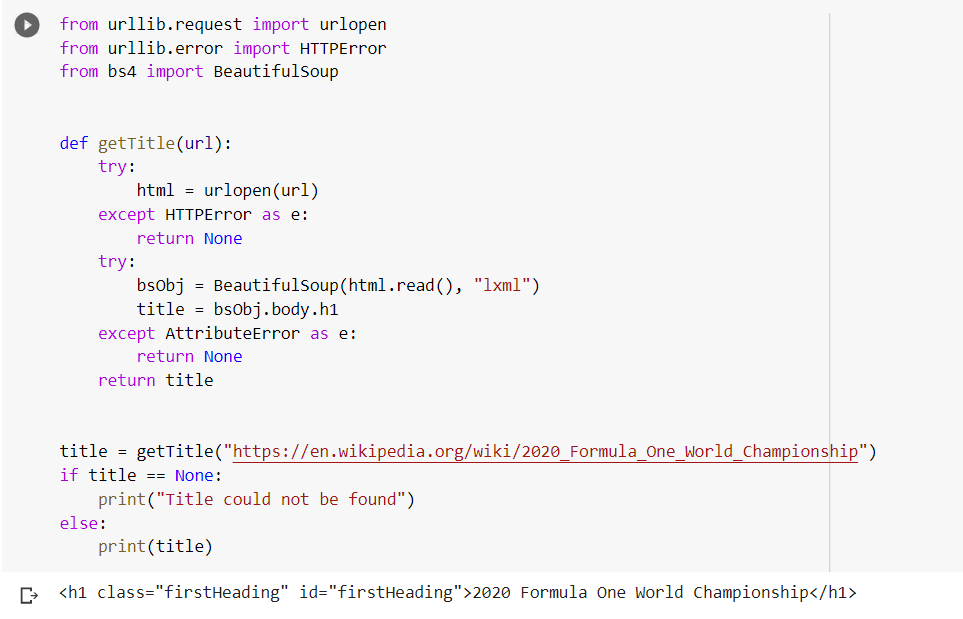 from urllib.request import urlopen
from urllib.error import HTTPError
from bs4 import BeautifulSoup
def getTitle(url):
    try:
        html = urlopen(url)
    except HTTPError as e:
        return None
    try:
        bsObj = BeautifulSoup(html.read(), "lxml")
        title = bsObj.body.h1
    except AttributeError as e:
        return None
    return title
title = getTitle("https://en.wikipedia.org/wiki/2020_Formula_One_World_Championship")
if title == None:
    print("Title could not be found")
else:
    print(title)
<h1 class="firstHeading" id="firstHeading">2020 Formula One World Championship</h1>